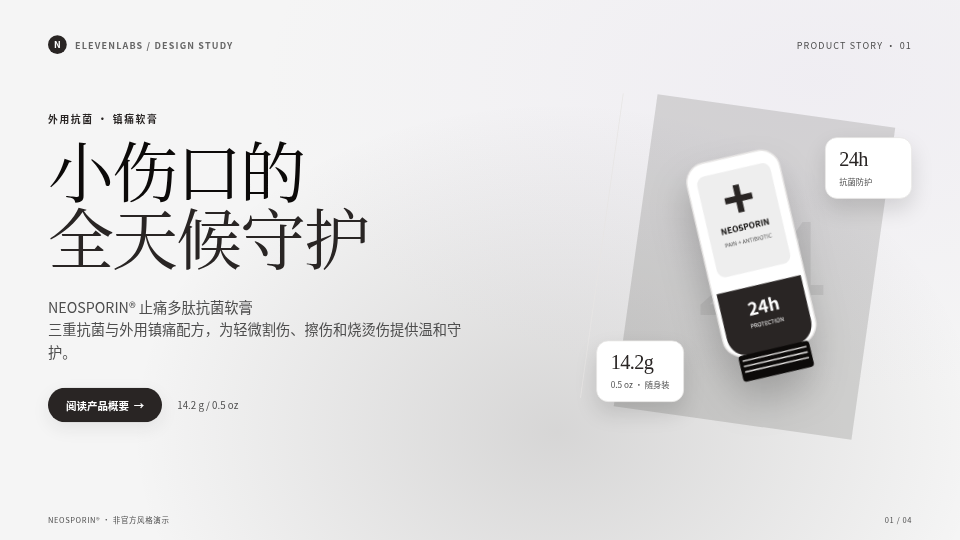 N ELEVENLABS / DESIGN STUDY
PRODUCT STORY • 01
外用抗菌 • 镇痛软膏
小伤口的
全天候守护
NEOSPORIN® 止痛多肽抗菌软膏
三重抗菌与外用镇痛配方，为轻微割伤、擦伤和烧烫伤提供温和守
护。
阅读产品概要 →
14.2 g / 0.5 oz
24h
抗菌防护
NEOSPORIN
PAIN + ANTIBIOTIC
24h
PROTECTION
14.2g
0.5 oz • 随身装
NEOSPORIN® • 非官方风格演示
01 / 04